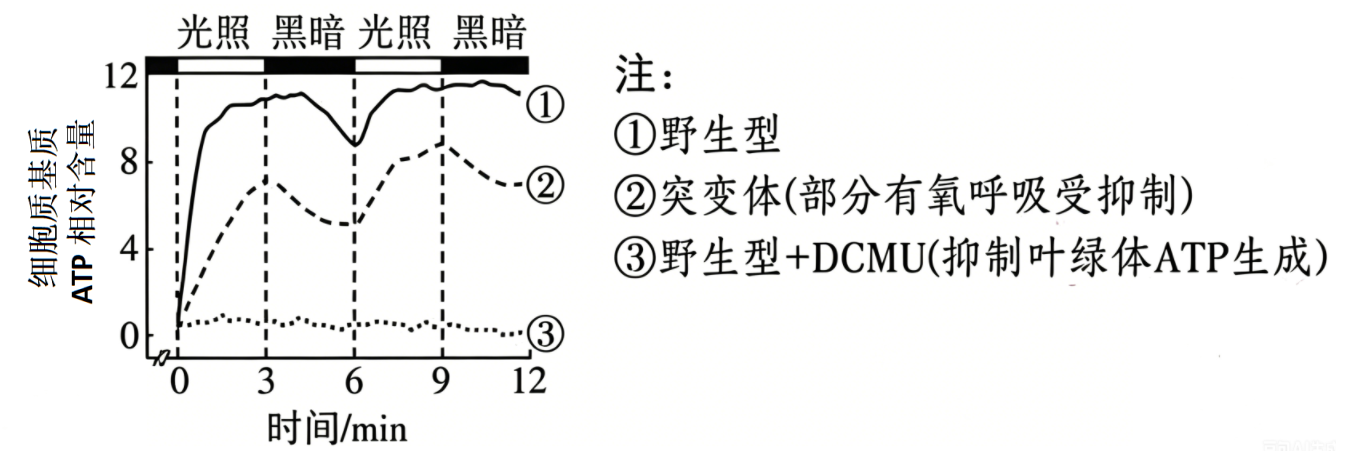 光照 黑暗 光照 黑暗
12
8
4
0
细胞质基质
ATP 相对含量
①
②
③
0 3 6 9 12
时间/min
注：
①野生型
②突变体(部分有氧呼吸受抑制)
③野生型+DCMU(抑制叶绿体ATP生成)